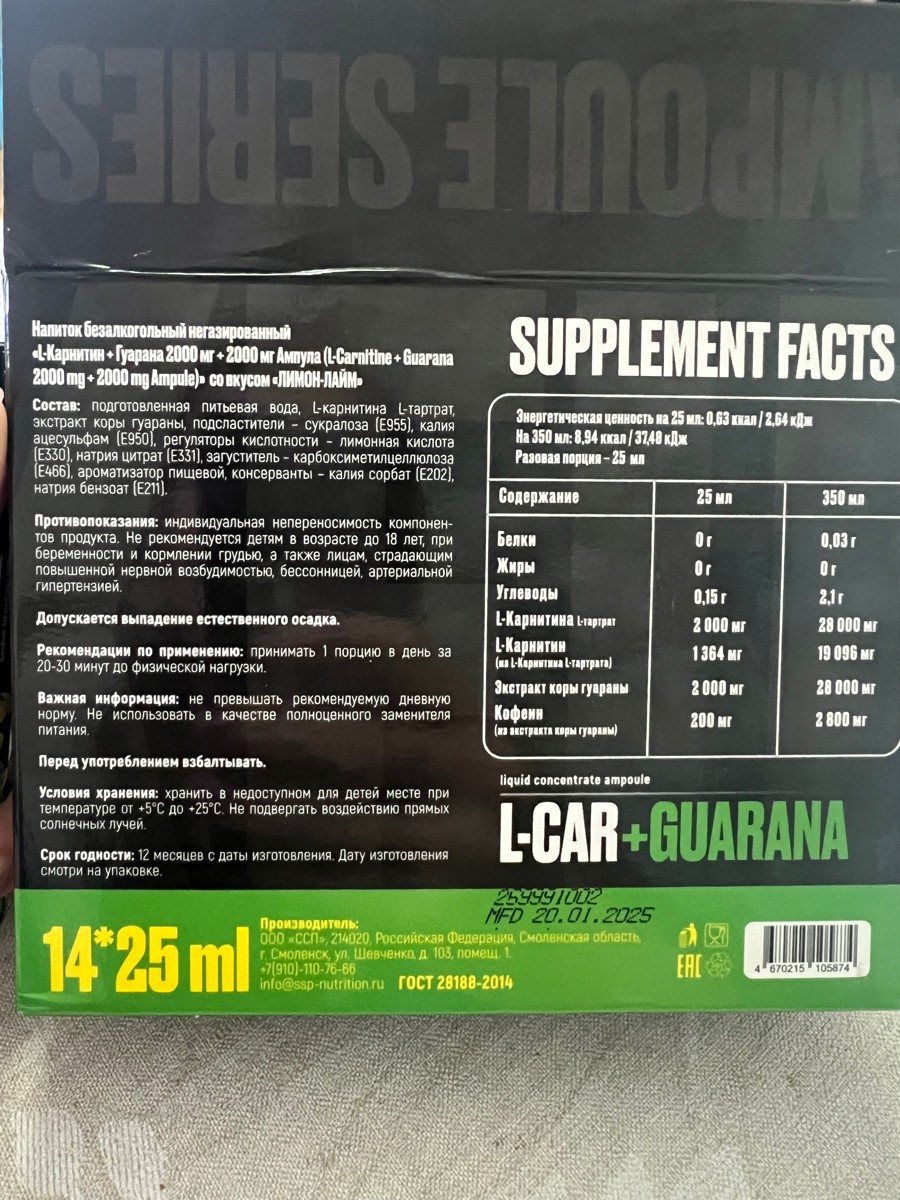 AMPOULE SERIES
Напиток безалкогольный негазированный
«L-Карнитин + Гуарана 2000 мг + 2000 мг Ампула (L-Carnitine + Guarana
2000 mg + 2000 mg Ampule)» со вкусом «ЛИМОН-ЛАЙМ»
Состав: подготовленная питьевая вода, L-карнитина L-тартрат,
экстракт коры гуараны, подсластители – сукралоза (Е955), калия
ацесульфам (Е950), регуляторы кислотности – лимонная кислота
(Е330), натрия цитрат (Е331), загуститель – карбоксиметилцеллюлоза
(Е466), ароматизатор пищевой, консерванты – калия сорбат (Е202),
натрия бензоат (Е211).
Противопоказания: индивидуальная непереносимость компонен-
тов продукта. Не рекомендуется детям в возрасте до 18 лет, при
беременности и кормлении грудью, а также лицам, страдающим
повышенной нервной возбудимостью, бессонницей, артериальной
гипертензией.
Допускается выпадение естественного осадка.
Рекомендации по применению: принимать 1 порцию в день за
20-30 минут до физической нагрузки.
Важная информация: не превышать рекомендуемую дневную
норму. Не использовать в качестве полноценного заменителя
питания.
Перед употреблением взбалтывать.
Условия хранения: хранить в недоступном для детей месте при
температуре от +5°С до +25°С. Не подвергать воздействию прямых
солнечных лучей.
Срок годности: 12 месяцев с даты изготовления. Дату изготовления
смотри на упаковке.
SUPPLEMENT FACTS
Энергетическая ценность на 25 мл: 0,63 ккал / 2,64 кДж
На 350 мл: 8,94 ккал / 37,48 кДж
Разовая порция – 25 мл
Содержание 25 мл 350 мл
Белки 0 г 0,03 г
Жиры 0 г 0 г
Углеводы 0,15 г 2,1 г
L-Карнитина L-тартрат 2 000 мг 28 000 мг
L-Карнитин 1 364 мг 19 096 мг
(из L-Карнитина L-тартрата)
Экстракт коры гуараны 2 000 мг 28 000 мг
Кофеин 200 мг 2 800 мг
(из экстракта коры гуараны)
liquid concentrate ampoule
L-CAR+GUARANA
259991002
MFD 20.01.2025
14*25 ml
Производитель:
ООО «ССП», 214020, Российская Федерация, Смоленская область,
г. Смоленск, ул. Шевченко, д. 103, помещ. 1.
+7(910)-110-76-66
info@ssp-nutrition.ru ГОСТ 28188-2014
EAC
4 670215 105874